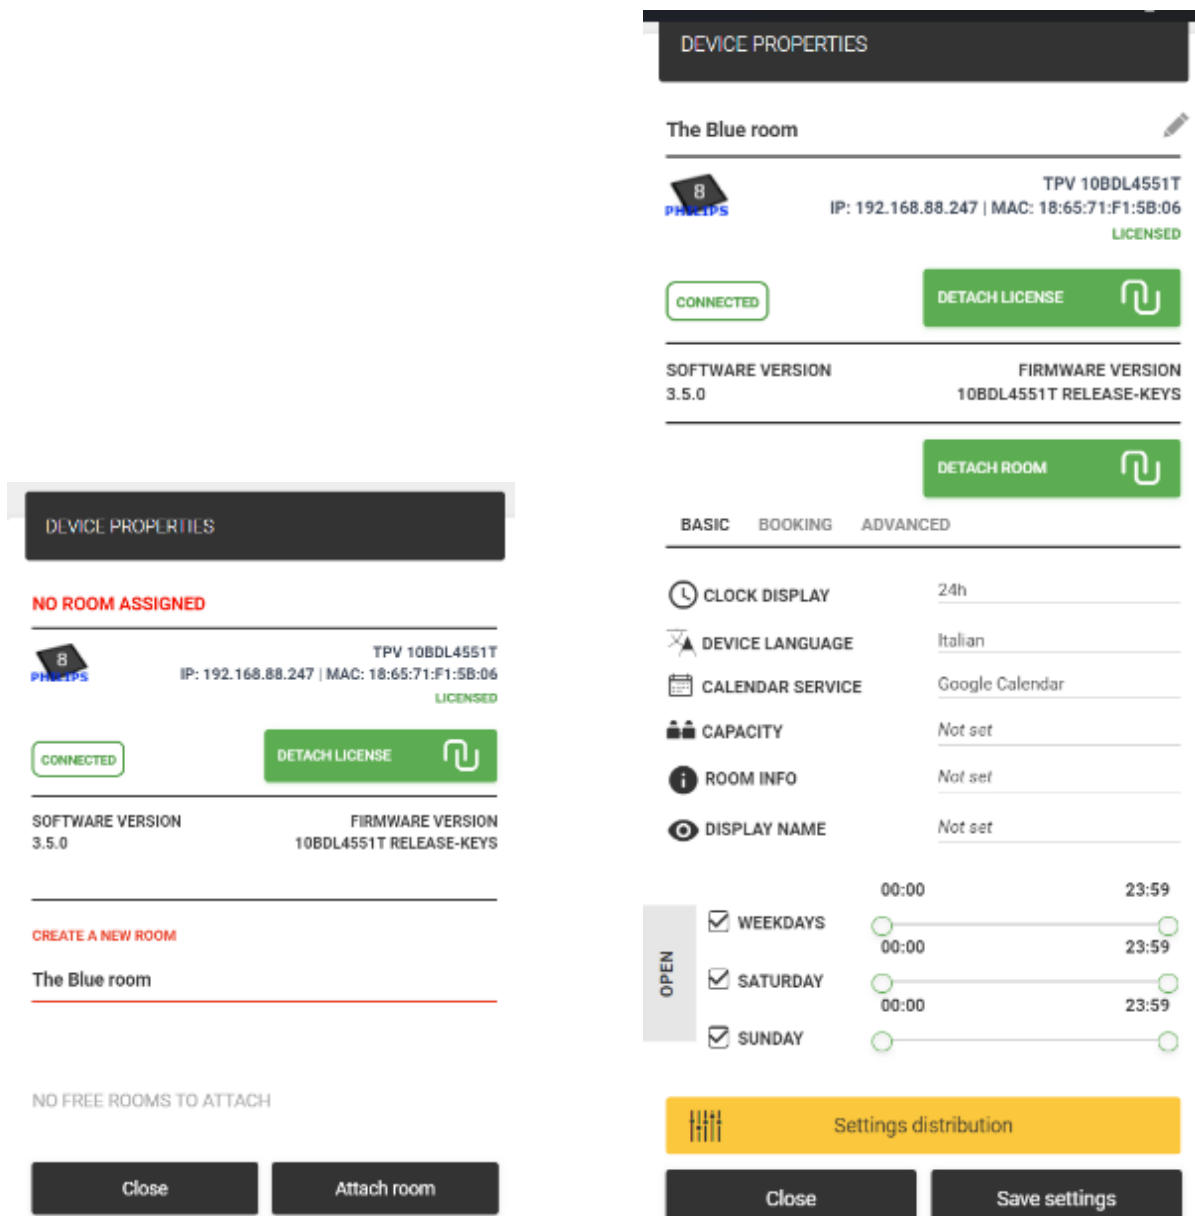 DEVICE PROPERTIES
NO ROOM ASSIGNED
8
PHILIPS
TPV 10BDL4551T
IP: 192.168.88.247 | MAC: 18:65:71:F1:5B:06
LICENSED
CONNECTED
DETACH LICENSE
SOFTWARE VERSION
3.5.0
FIRMWARE VERSION
10BDL4551T RELEASE-KEYS
CREATE A NEW ROOM
The Blue room
NO FREE ROOMS TO ATTACH
Close
Attach room
DEVICE PROPERTIES
The Blue room
8
PHILIPS
TPV 10BDL4551T
IP: 192.168.88.247 | MAC: 18:65:71:F1:5B:06
LICENSED
CONNECTED
DETACH LICENSE
SOFTWARE VERSION
3.5.0
FIRMWARE VERSION
10BDL4551T RELEASE-KEYS
DETACH ROOM
BASIC BOOKING ADVANCED
CLOCK DISPLAY 24h
DEVICE LANGUAGE Italian
CALENDAR SERVICE Google Calendar
CAPACITY Not set
ROOM INFO Not set
DISPLAY NAME Not set
OPEN
00:00 23:59
WEEKDAYS
00:00 23:59
SATURDAY
00:00 23:59
SUNDAY
Settings distribution
Close
Save settings